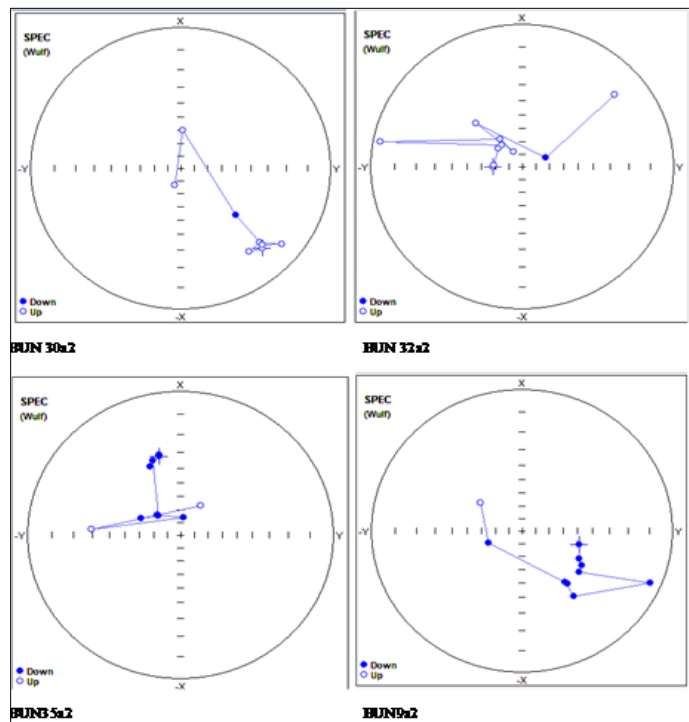 X
SPEC
(Wulf)
-Y
Y
Down
Up
-X
BUN 30a2
X
SPEC
(Wulf)
-Y
Y
Down
Up
-X
BUN 32a2
X
SPEC
(Wulf)
-Y
Y
Down
Up
-X
BUN35a2
X
SPEC
(Wulf)
-Y
Y
Down
Up
-X
BUN9a2